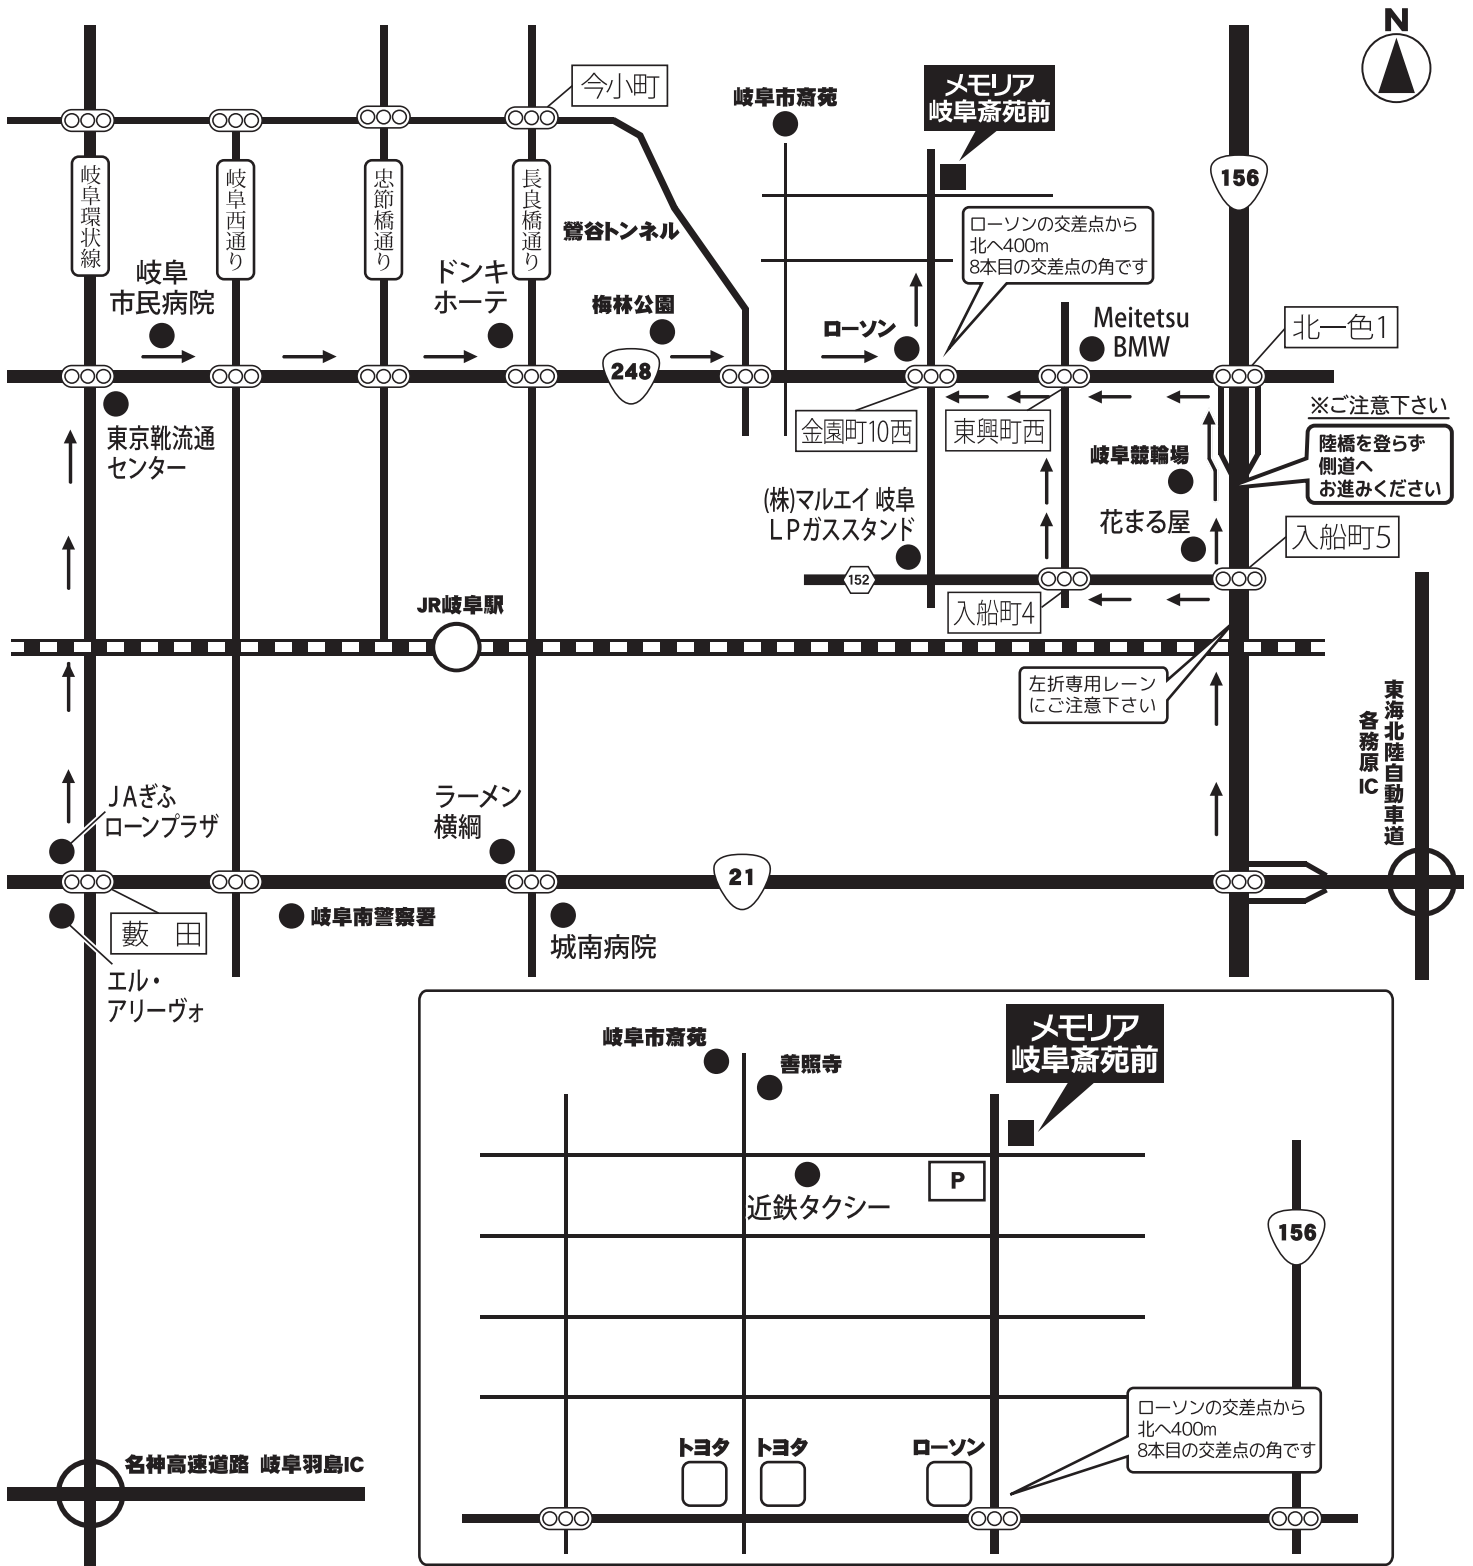 N
今小町
岐阜市斎苑
メモリア
岐阜斎苑前
156
岐阜環状線
岐阜西通り
忠節橋通り
長良橋通り
鶯谷トンネル
ローソンの交差点から
北へ400m
8本目の交差点の角です
岐阜
市民病院
ドンキ
ホーテ
梅林公園
ローソン
Meitetsu
BMW
北一色1
248
東京靴流通
センター
金園町10西
東興町西
※ご注意下さい
陸橋を登らず
側道へ
お進みください
岐阜競輪場
(株)マルエイ 岐阜
LPガススタンド
花まる屋
入船町5
152
入船町4
JR岐阜駅
左折専用レーン
にご注意下さい
東海北陸自動車道
各務原IC
JAぎふ
ローンプラザ
ラーメン
横綱
21
藪 田
岐阜南警察署
城南病院
エル・
アリーヴォ
岐阜市斎苑
善照寺
メモリア
岐阜斎苑前
P
近鉄タクシー
156
ローソンの交差点から
北へ400m
8本目の交差点の角です
トヨタ
トヨタ
ローソン
名神高速道路 岐阜羽島IC